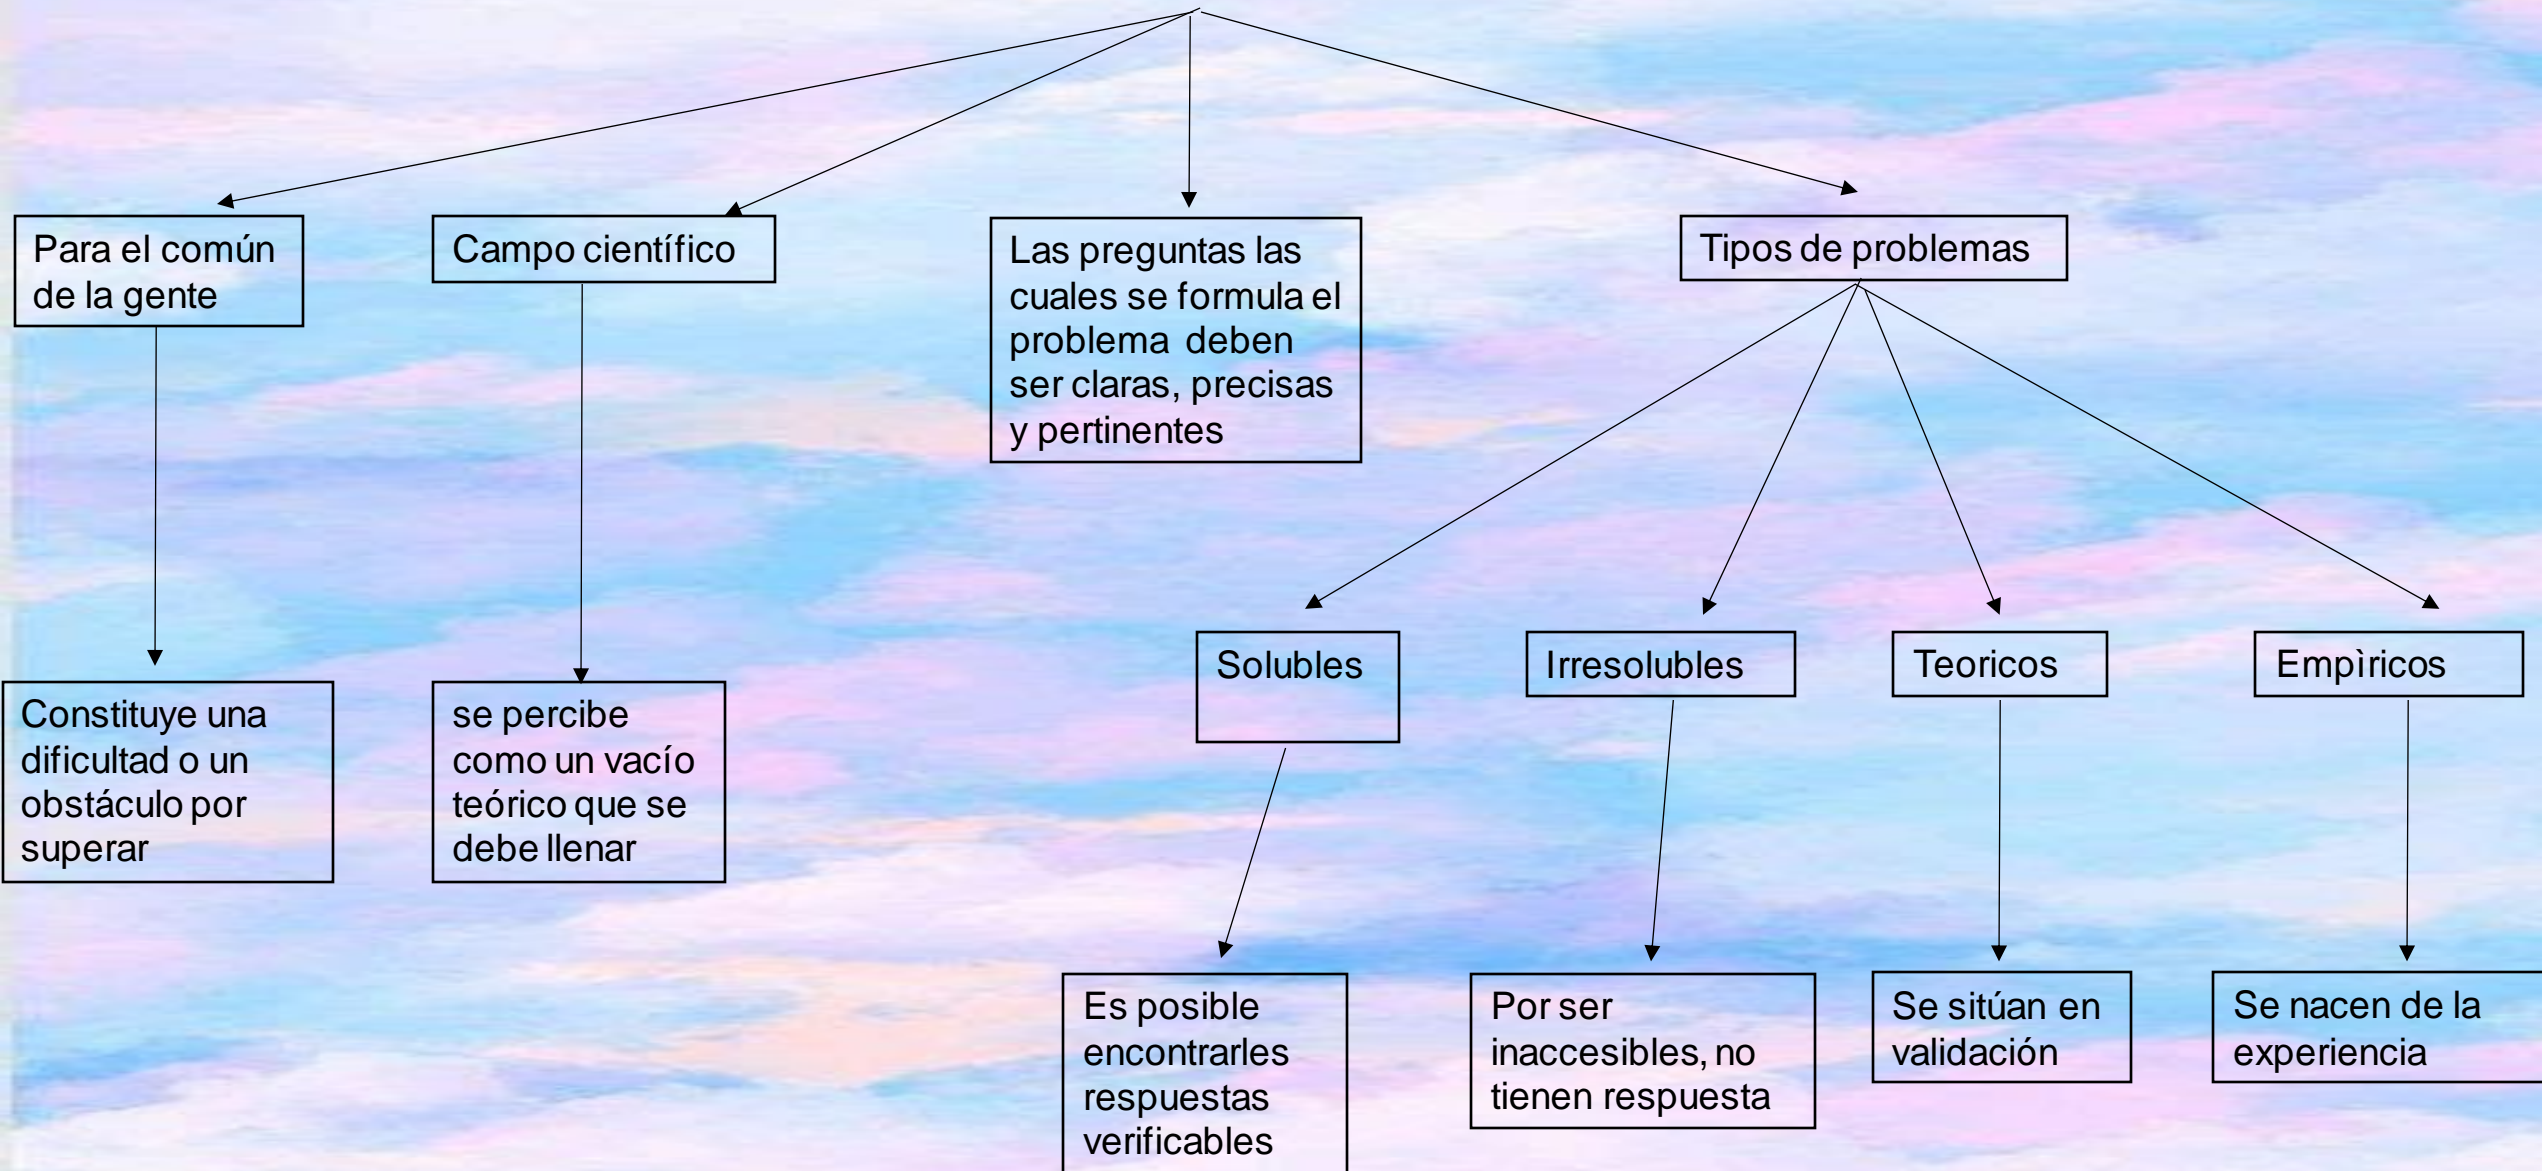 Para el común
de la gente
Campo científico
Las preguntas las
cuales se formula el
problema deben
ser claras, precisas
y pertinentes
Tipos de problemas
Constituye una
dificultad o un
obstáculo por
superar
se percibe
como un vacío
teórico que se
debe llenar
Solubles
Irresolubles
Teoricos
Empìricos
Es posible
encontrarles
respuestas
verificables
Por ser
inaccesibles, no
tienen respuesta
Se sitúan en
validación
Se nacen de la
experiencia